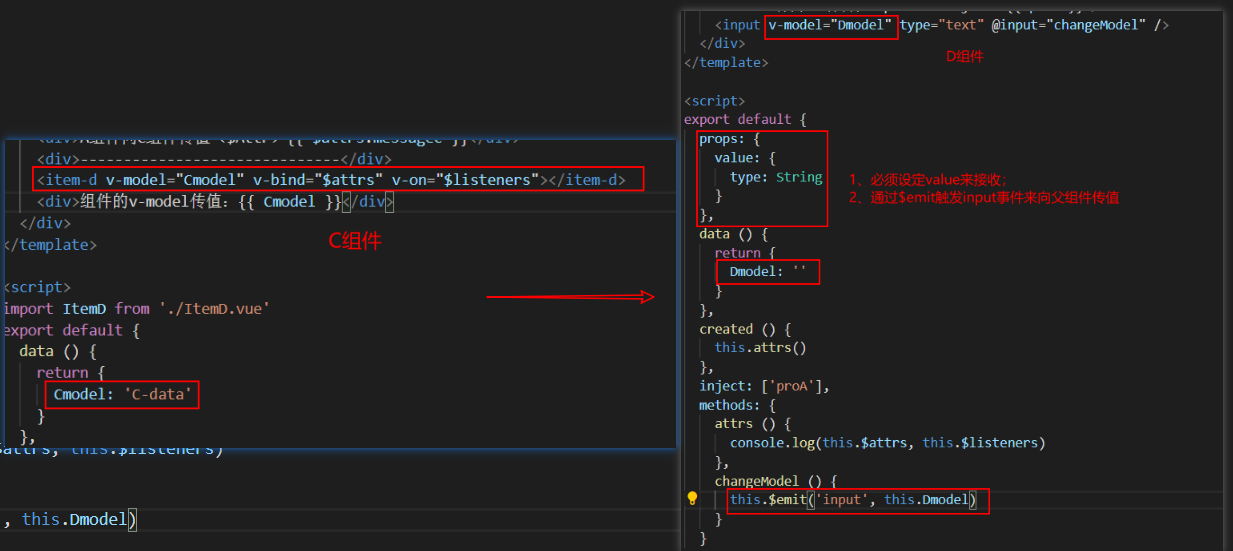 <div>A组件向C组件传值（$Attr）{{ $attrs.messagec }}</div>
<div>-------------------------------</div>
<item-d v-model="Cmodel" v-bind="$attrs" v-on="$listeners"></item-d>
<div>组件的v-model传值：{{ Cmodel }}</div>
</div>
</template>
C组件
<script>
import ItemD from './ItemD.vue'
export default {
data () {
return {
Cmodel: 'C-data'
}
},
attrs, this.$listeners)
, this.Dmodel)
<input v-model="Dmodel" type="text" @input="changeModel" />
</div>
D组件
</template>
<script>
export default {
props: {
value: {
type: String
}
},
1、必须设定value来接收；
2、通过$emit触发input事件来向父组件传值
data () {
return {
Dmodel: ''
}
},
created () {
this.attrs()
},
inject: ['proA'],
methods: {
attrs () {
console.log(this.$attrs, this.$listeners)
},
changeModel () {
this.$emit('input', this.Dmodel)
}
}